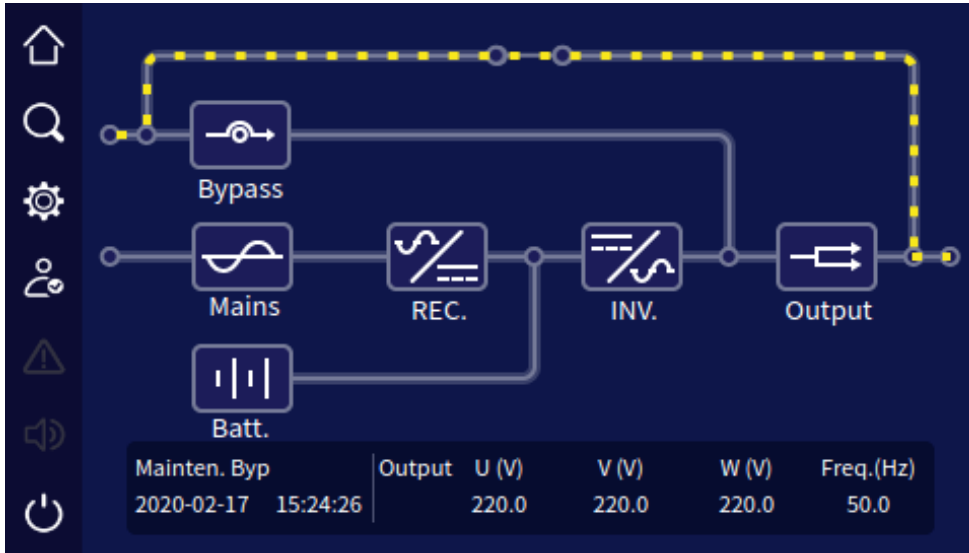 Bypass
Mains
REC.
INV.
Output
Batt.
Mainten. Byp Output U (V) V (V) W (V) Freq.(Hz)
2020-02-17 15:24:26 220.0 220.0 220.0 50.0